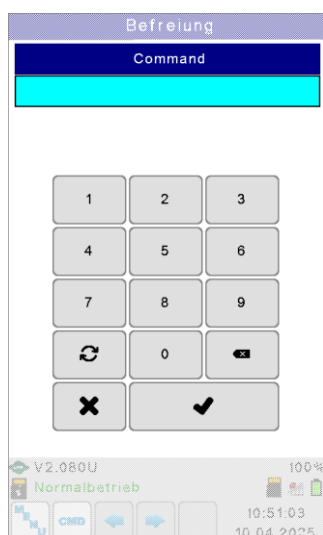 Befreiung
Command
1 2 3
4 5 6
7 8 9
0
V2.080U 100%
Normalbetrieb
MNU CMD 10:51:03
10.04.2025